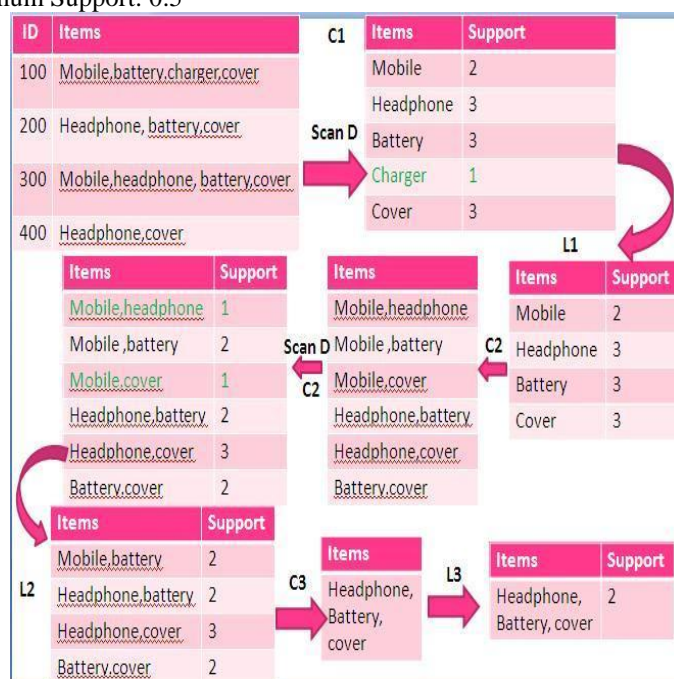 num Support: 0.5
ID Items
100 Mobile,battery.charger,cover
200 Headphone, battery,cover
300 Mobile,headphone, battery,cover
400 Headphone,cover
C1
Scan D
Items Support
Mobile 2
Headphone 3
Battery 3
Charger 1
Cover 3
L1
Items Support
Mobile 2
Headphone 3
Battery 3
Cover 3
C2
Items
Mobile,headphone
Mobile ,battery
Mobile,cover
Headphone,battery
Headphone,cover
Battery.cover
Scan D
C2
Items Support
Mobile,headphone 1
Mobile ,battery 2
Mobile.cover 1
Headphone,battery 2
Headphone,cover 3
Battery.cover 2
L2
Items Support
Mobile,battery 2
Headphone,battery 2
Headphone,cover 3
Battery,cover 2
C3
Items
Headphone,
Battery,
cover
L3
Items Support
Headphone, 2
Battery, cover